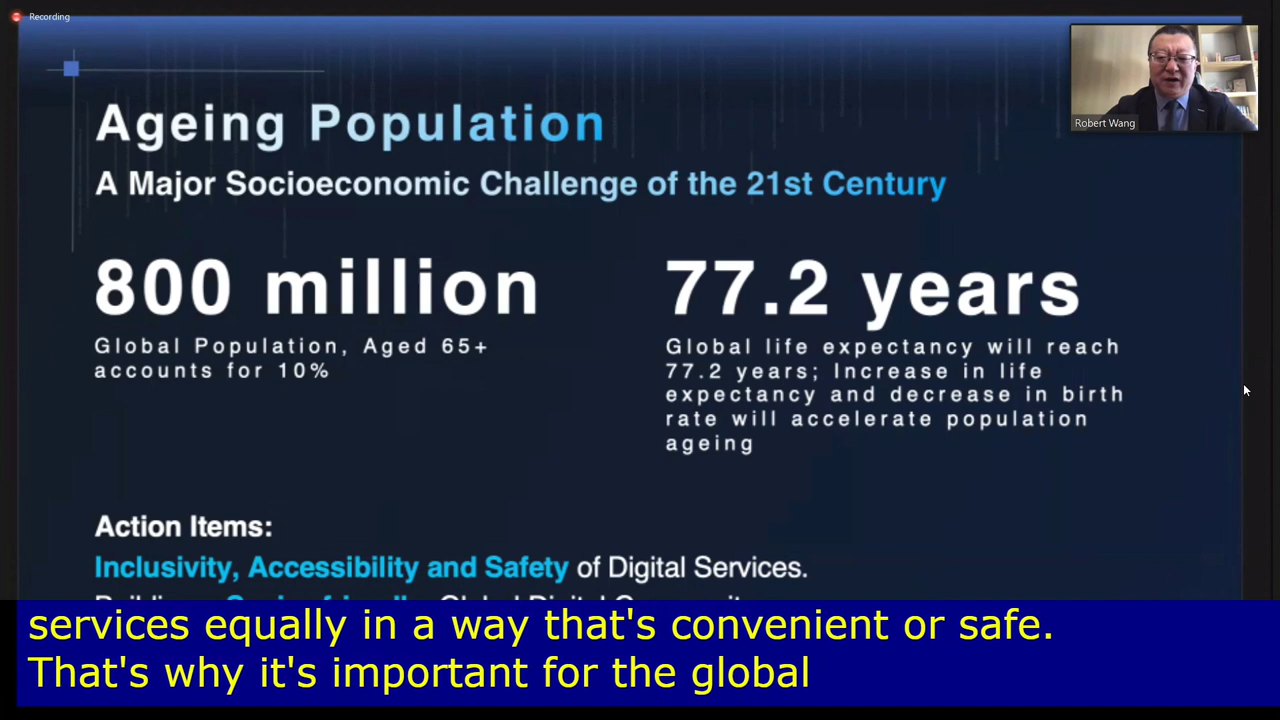 Recording
Robert Wang
Ageing Population
A Major Socioeconomic Challenge of the 21st Century
800 million
Global Population, Aged 65+
accounts for 10%
77.2 years
Global life expectancy will reach
77.2 years; Increase in life
expectancy and decrease in birth
rate will accelerate population
ageing
Action Items:
Inclusivity, Accessibility and Safety of Digital Services.
services equally in a way that's convenient or safe.
That's why it's important for the global